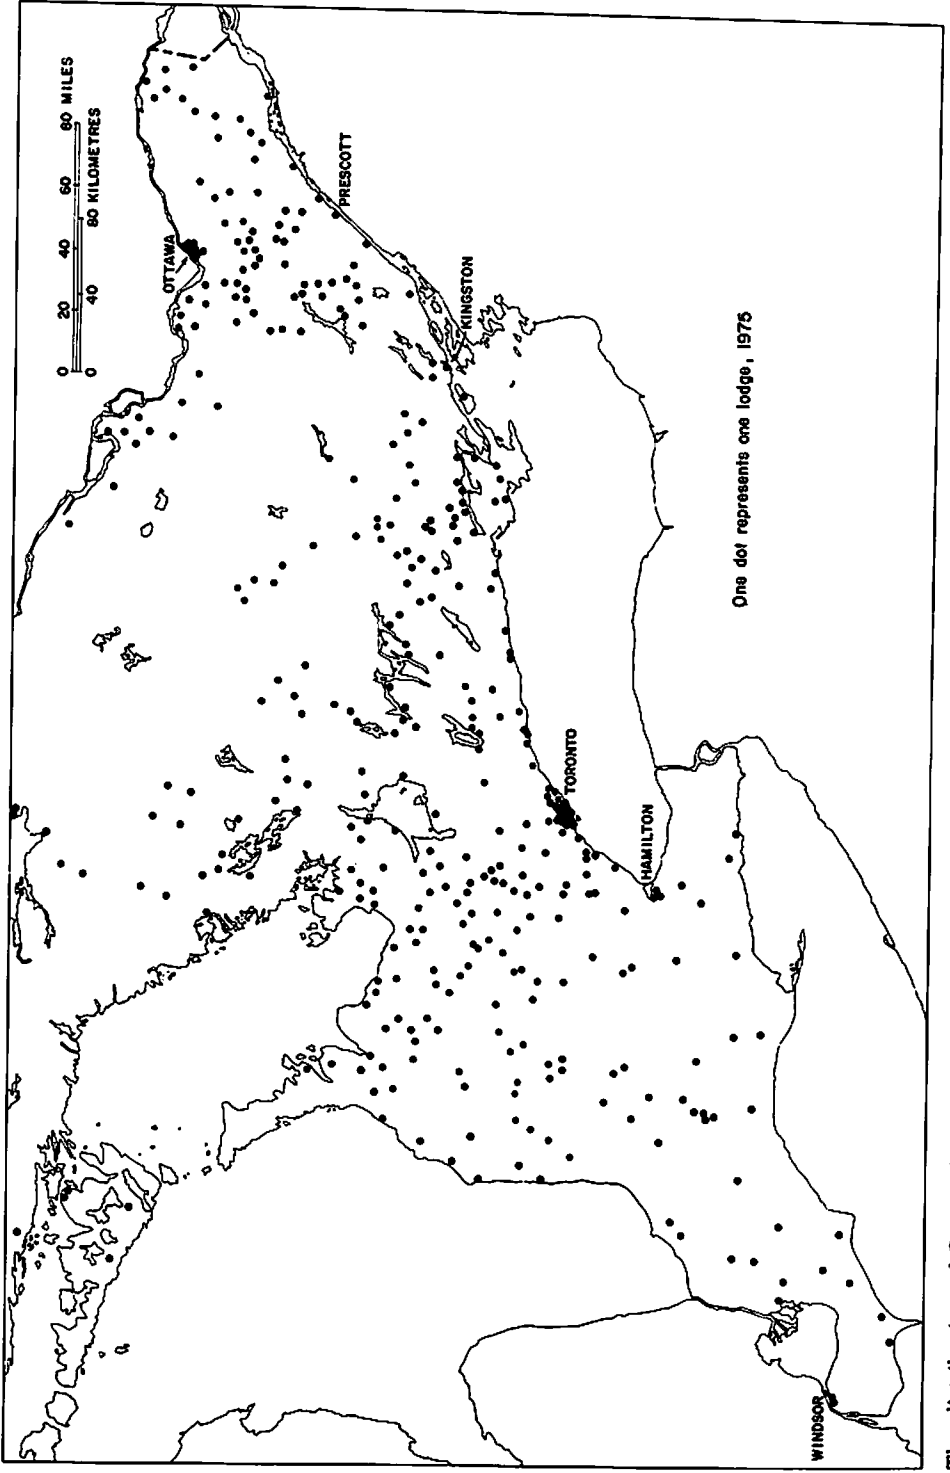 0 20 40 60 80 MILES
0 40 80 KILOMETRES
OTTAWA
PRESCOTT
KINGSTON
TORONTO
HAMILTON
WINDSOR
One dot represents one lodge, 1975